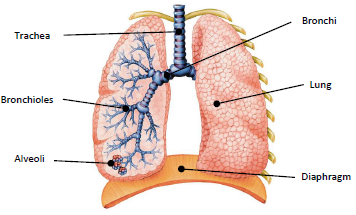 Bronchi
Trachea
Lung
Bronchioles
Alveoli
Diaphragm